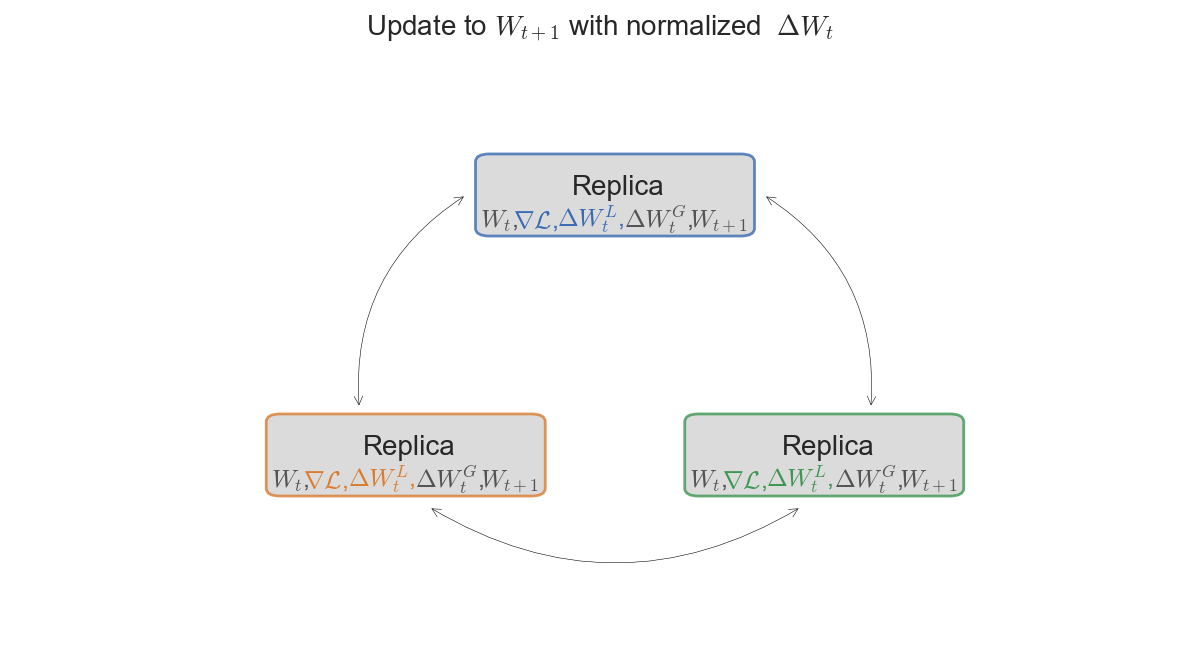 Update to $W_{t+1}$ with normalized $\Delta W_t$
Replica
$W_t$,$\nabla\mathcal{L}$,$\Delta W_t^L$,$\Delta W_t^G$,$W_{t+1}$
Replica
$W_t$,$\nabla\mathcal{L}$,$\Delta W_t^L$,$\Delta W_t^G$,$W_{t+1}$
Replica
$W_t$,$\nabla\mathcal{L}$,$\Delta W_t^L$,$\Delta W_t^G$,$W_{t+1}$